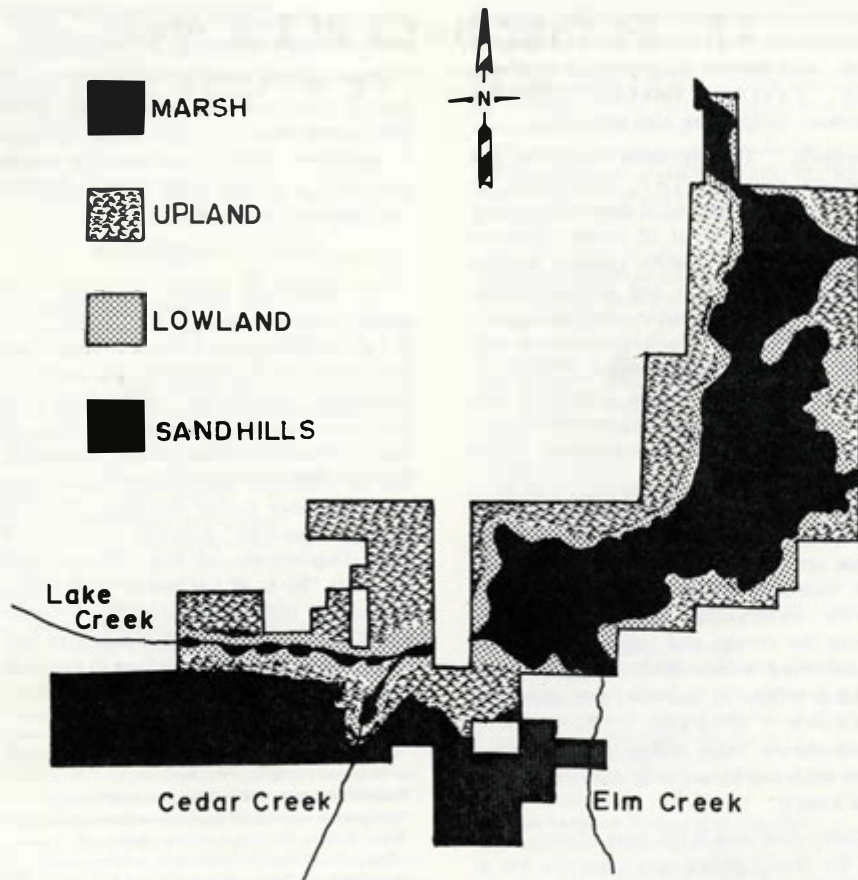 N
MARSH
UPLAND
LOWLAND
SANDHILLS
Lake
Creek
Cedar Creek
Elm Creek